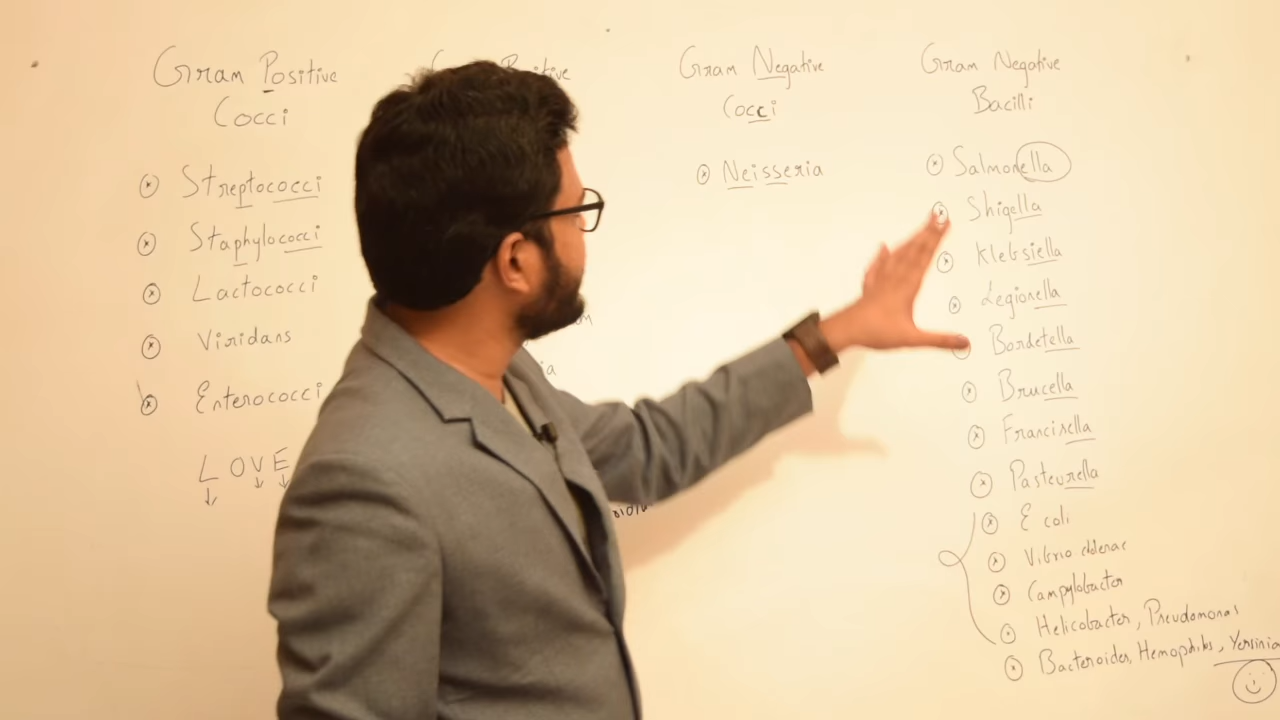 Gram Positive
Cocci
Streptococci
Staphylococci
Lactococci
Viridans
Enterococci
LOVE
Gram Negative
Cocci
Neisseria
Gram Negative
Bacilli
Salmonella
Shigella
Klebsiella
Legionella
Bordetella
Brucella
Francisella
Pasteurella
E coli
Vibrio
Campylobacter
Helicobacter, Pseudomonas
Bacteroides, Hemophilus, Yersinia